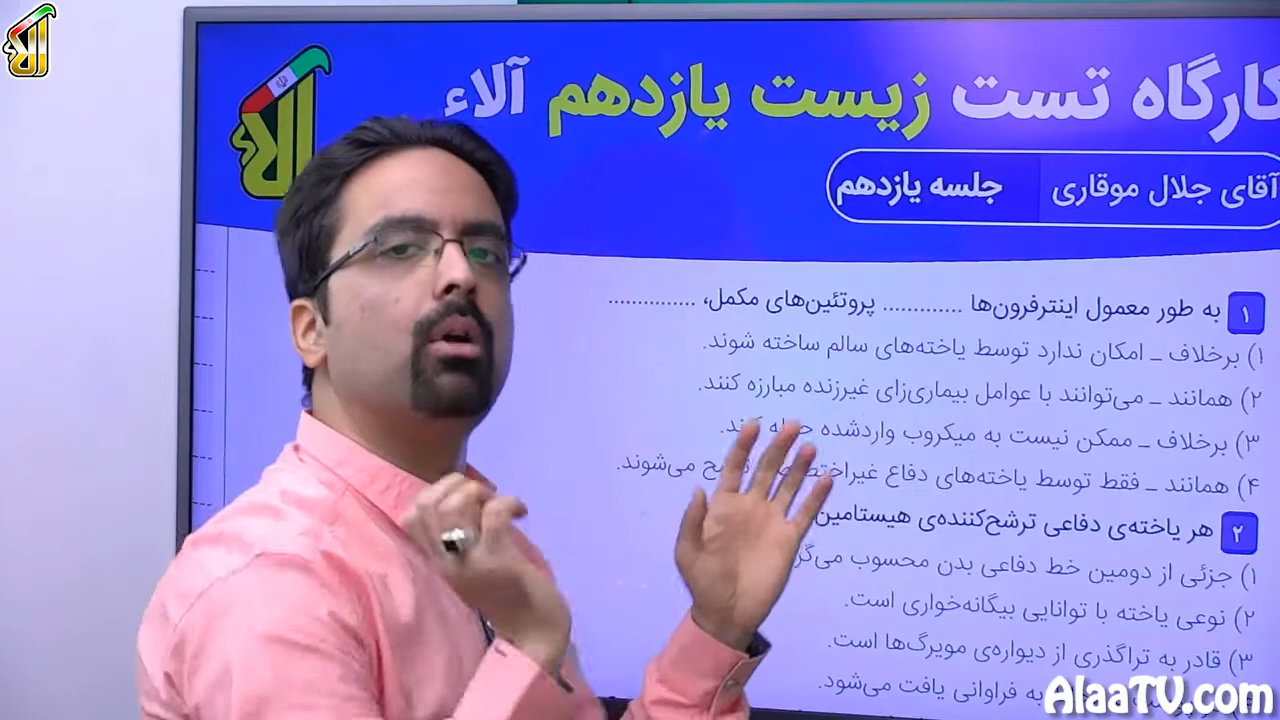 الاء
کارگاه تست زیست یازدهم آلاء
الاء
آقای جلال موقاری جلسه یازدهم
۱ به طور معمول اینترفرون‌ها ............. پروتئین‌های مکمل، ...............
۱) برخلاف ـ امکان ندارد توسط یاخته‌های سالم ساخته شوند.
۲) همانند ـ می‌توانند با عوامل بیماری‌زای غیرزنده مبارزه کنند.
۳) برخلاف ـ ممکن نیست به میکروب واردشده
۴) همانند ـ فقط توسط یاخته‌های دفاع می‌شوند.
۲ هر یاخته‌ی دفاعی ترشح‌کننده‌ی هیستامین
۱) جزئی از دومین خط دفاعی بدن محسوب
۲) نوعی یاخته با توانایی بیگانه‌خواری است.
۳) قادر به تراگذری از دیواره‌ی مویرگ‌ها است.
به فراوانی یافت می‌شود.
AlaaTV.com